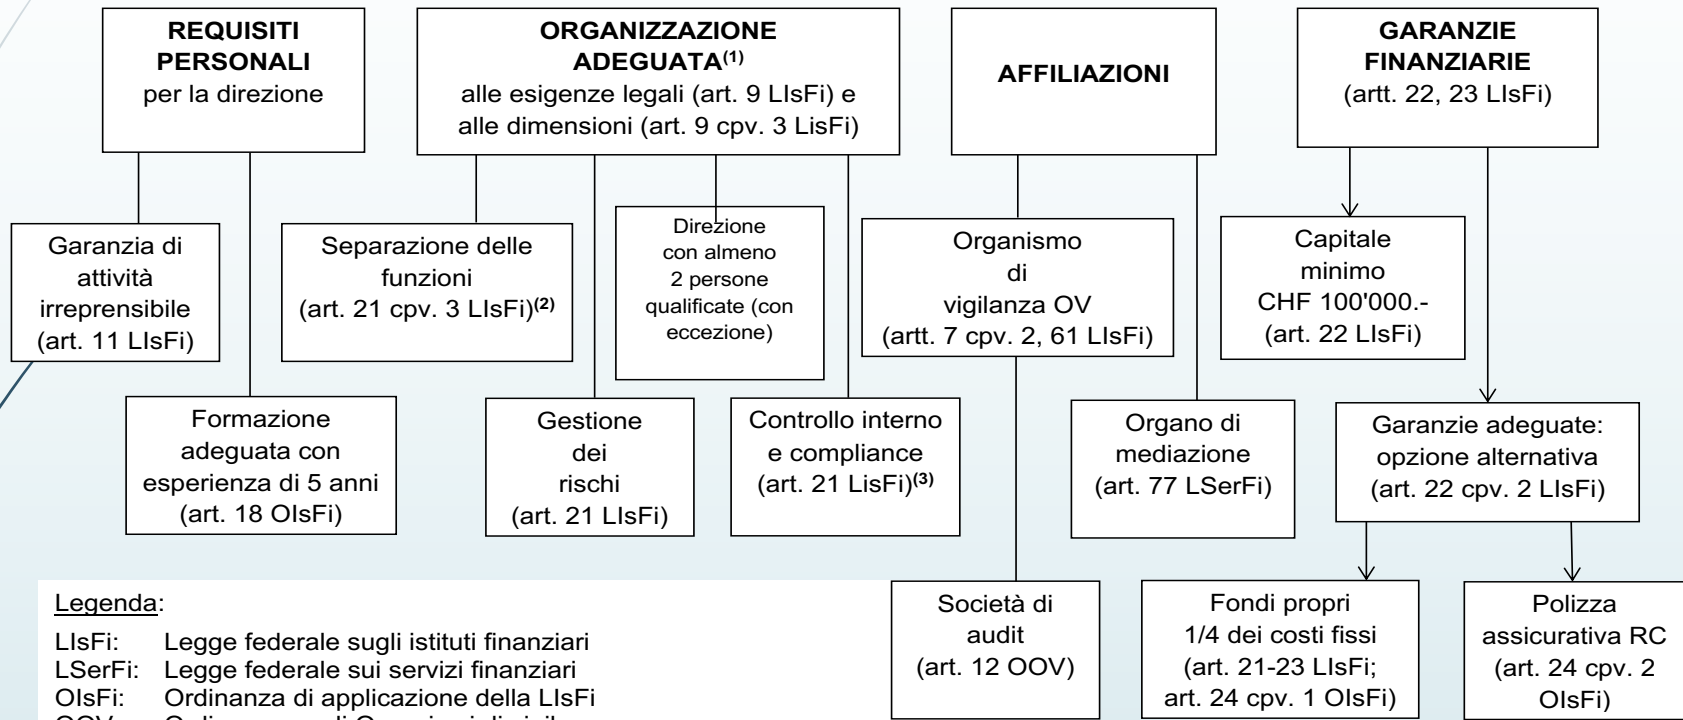 REQUISITI
PERSONALI
per la direzione
ORGANIZZAZIONE
ADEGUATA(1)
alle esigenze legali (art. 9 LIsFi) e
alle dimensioni (art. 9 cpv. 3 LisFi)
AFFILIAZIONI
GARANZIE
FINANZIARIE
(artt. 22, 23 LIsFi)
Garanzia di
attività
irreprensibile
(art. 11 LIsFi)
Separazione delle
funzioni
(art. 21 cpv. 3 LIsFi)(2)
Direzione
con almeno
2 persone
qualificate (con
eccezione)
Organismo
di
vigilanza OV
(artt. 7 cpv. 2, 61 LIsFi)
Capitale
minimo
CHF 100'000.-
(art. 22 LIsFi)
Formazione
adeguata con
esperienza di 5 anni
(art. 18 OIsFi)
Gestione
dei
rischi
(art. 21 LIsFi)
Controllo interno
e compliance
(art. 21 LisFi)(3)
Organo di
mediazione
(art. 77 LSerFi)
Garanzie adeguate:
opzione alternativa
(art. 22 cpv. 2 LIsFi)
Società di
audit
(art. 12 OOV)
Fondi propri
1/4 dei costi fissi
(art. 21-23 LIsFi;
art. 24 cpv. 1 OIsFi)
Polizza
assicurativa RC
(art. 24 cpv. 2
OIsFi)
Legenda:
LIsFi: Legge federale sugli istituti finanziari
LSerFi: Legge federale sui servizi finanziari
OIsFi: Ordinanza di applicazione della LIsFi